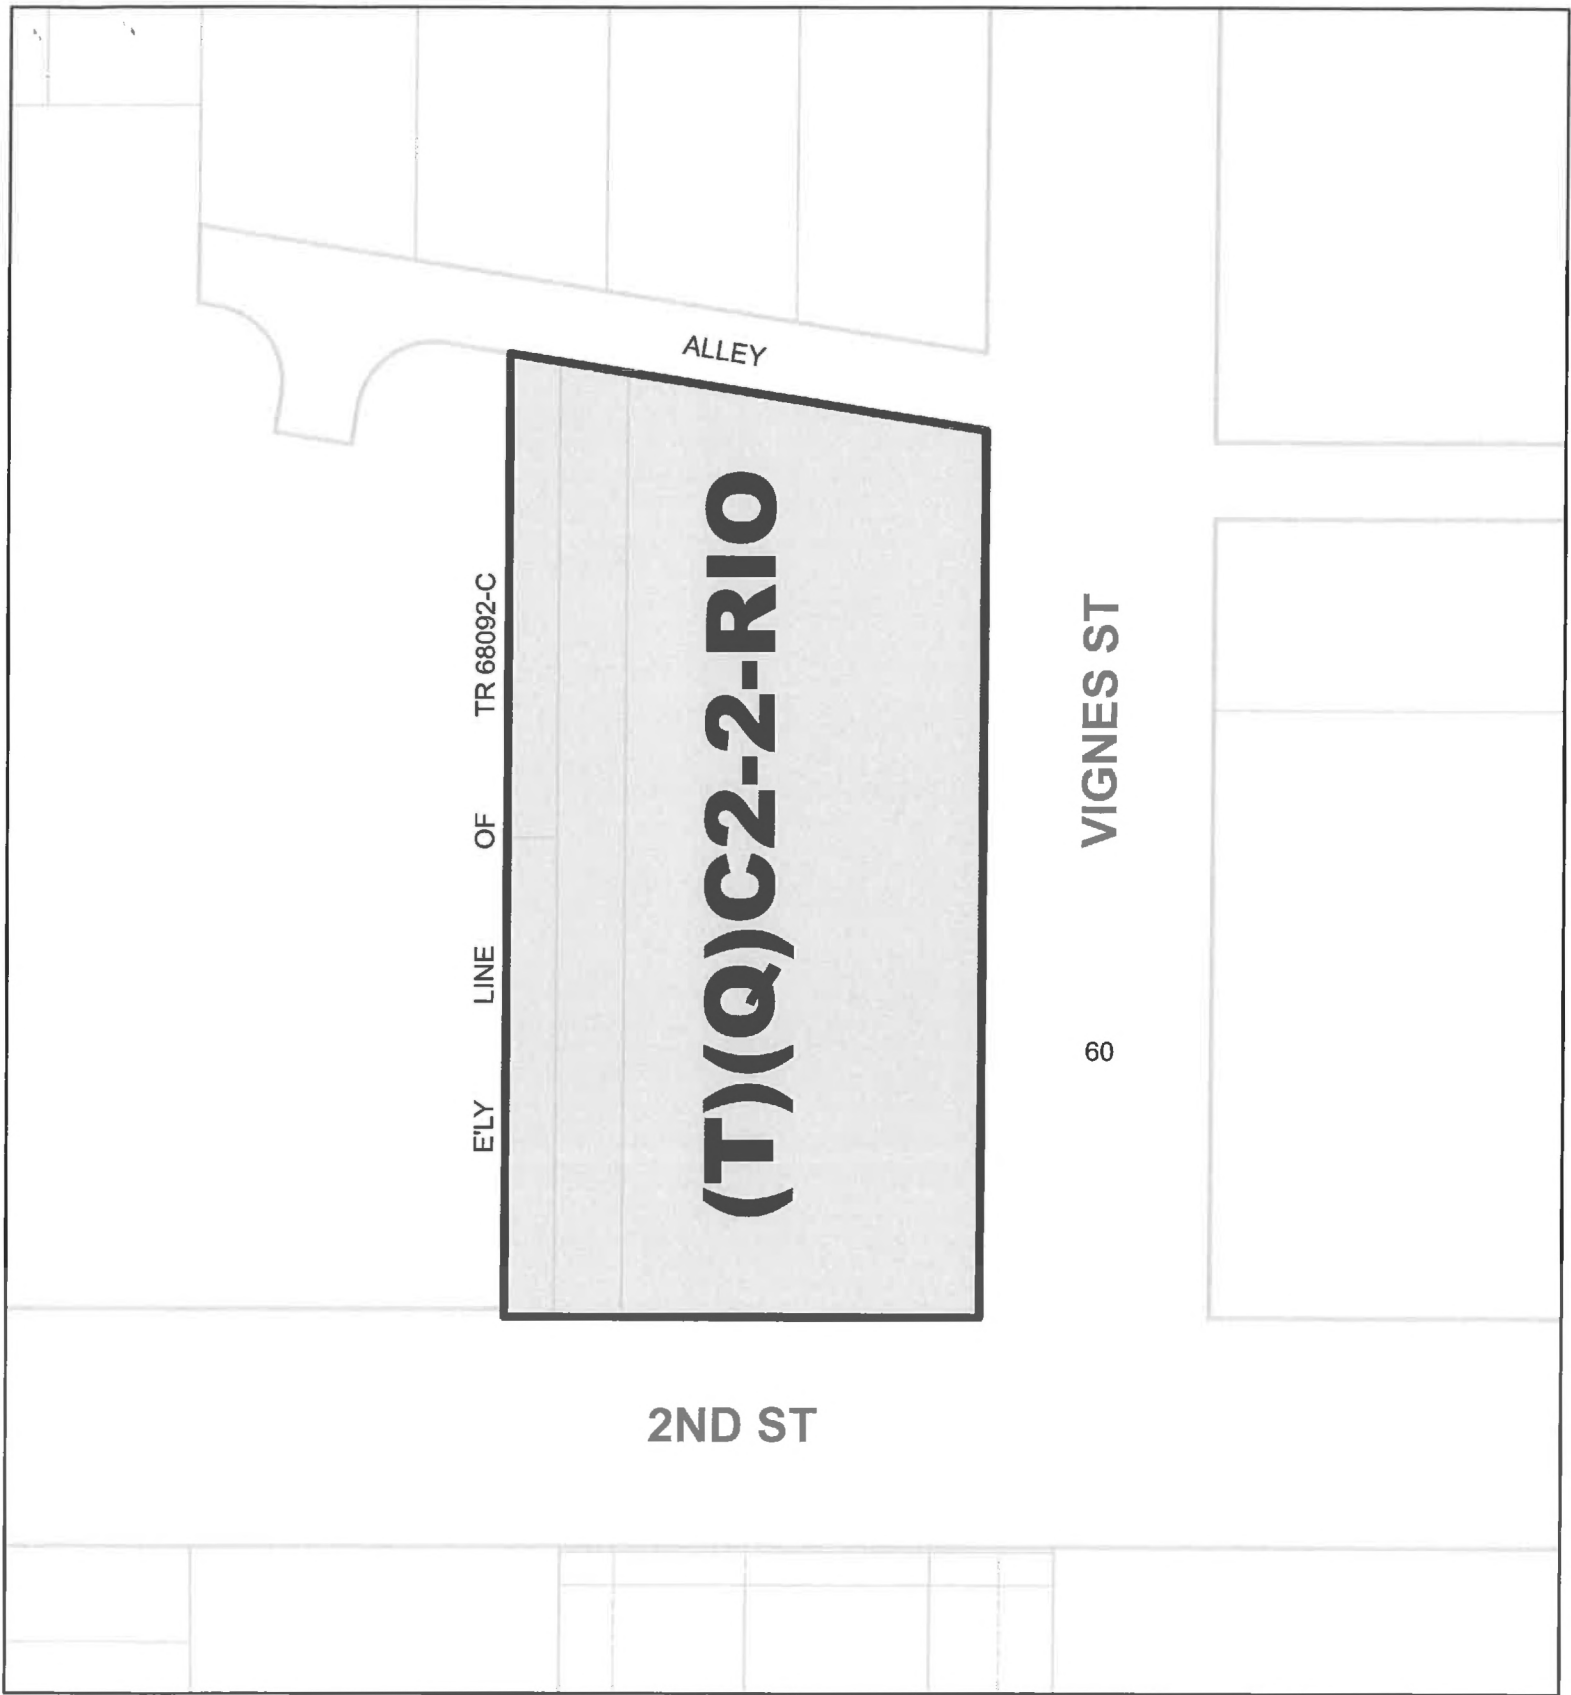 ALLEY
E'LY LINE OF TR 68092-C
(T)(Q)C2-2-RIO
VIGNES ST
60
2ND ST